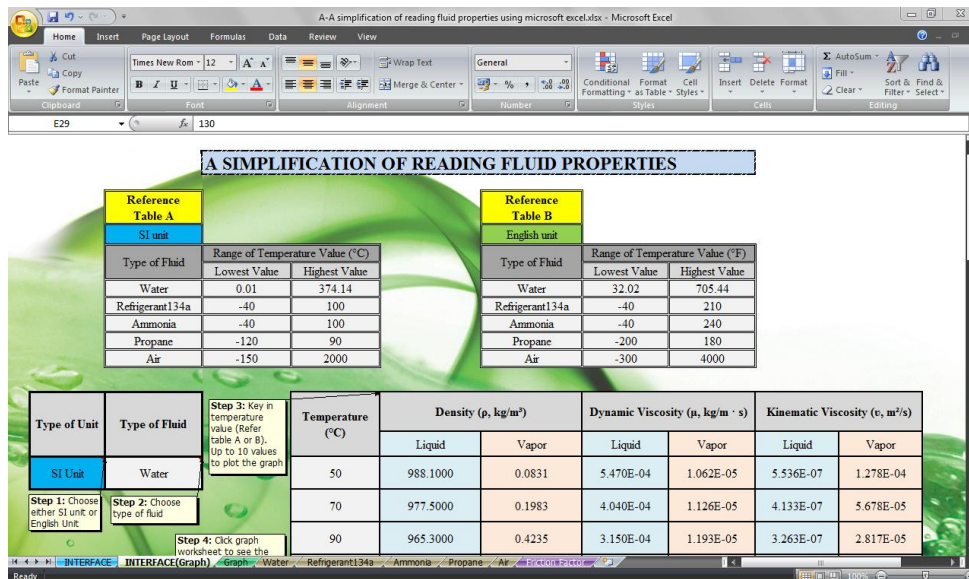 A-A simplification of reading fluid properties using microsoft excel.xlsx - Microsoft Excel
Home Insert Page Layout Formulas Data Review View
Cut
Copy
Format Painter
Paste
Clipboard
Times New Rom 12
B I U
Font
Wrap Text
Merge & Center
Alignment
General
$ % ,
Number
Conditional Formatting
Format as Table
Cell Styles
Styles
Insert Delete Format
Cells
Σ AutoSum
Fill
Clear
Sort & Filter
Find & Select
Editing
E29 fx 130
A SIMPLIFICATION OF READING FLUID PROPERTIES
Reference
Table A
SI unit
Type of Fluid Range of Temperature Value (°C)
Lowest Value Highest Value
Water 0.01 374.14
Refrigerant134a -40 100
Ammonia -40 100
Propane -120 90
Air -150 2000
Reference
Table B
English unit
Type of Fluid Range of Temperature Value (°F)
Lowest Value Highest Value
Water 32.02 705.44
Refrigerant134a -40 210
Ammonia -40 240
Propane -200 180
Air -300 4000
Type of Unit Type of Fluid
SI Unit Water
Step 1: Choose
either SI unit or
English Unit
Step 2: Choose
type of fluid
Step 3: Key in
temperature
value (Refer
table A or B).
Up to 10 values
to plot the graph
Step 4: Click graph
worksheet to see the
Temperature
(°C)
Density (ρ, kg/m³) Dynamic Viscosity (μ, kg/m · s) Kinematic Viscosity (υ, m²/s)
Liquid Vapor Liquid Vapor Liquid Vapor
50 988.1000 0.0831 5.470E-04 1.062E-05 5.536E-07 1.278E-04
70 977.5000 0.1983 4.040E-04 1.126E-05 4.133E-07 5.678E-05
90 965.3000 0.4235 3.150E-04 1.193E-05 3.263E-07 2.817E-05
INTERFACE INTERFACE(Graph) Graph Water Refrigerant134a Ammonia Propane Air Friction Factor
Ready 100%